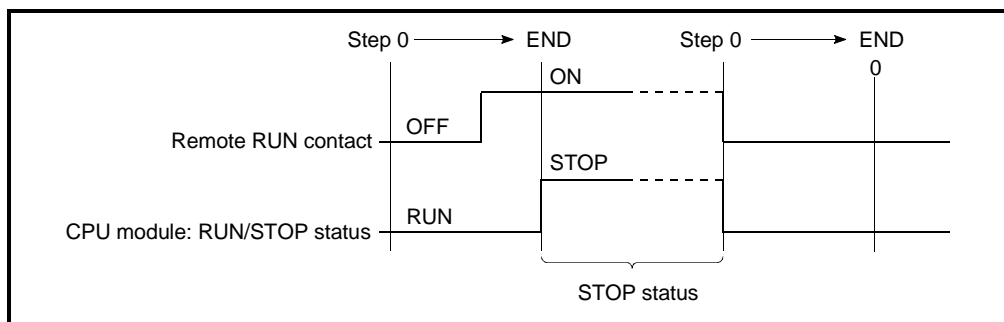 Step 0 END Step 0 END
0
ON
Remote RUN contact OFF
STOP
CPU module: RUN/STOP status RUN
STOP status